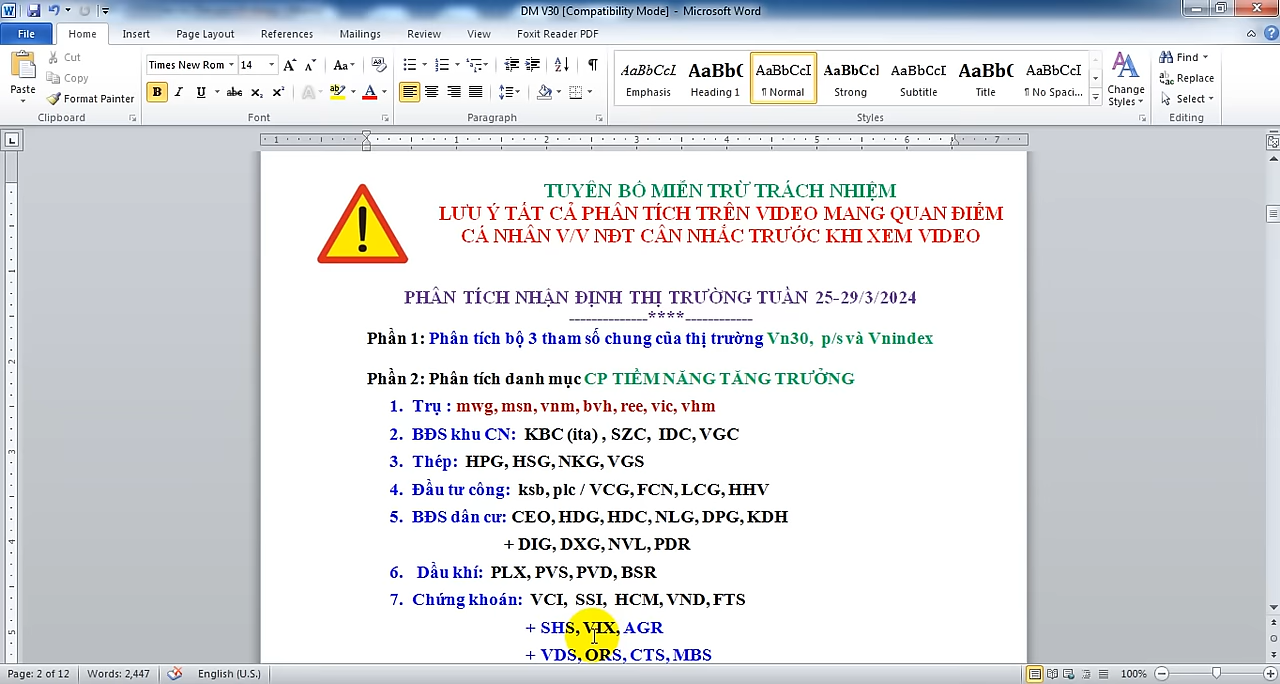 DM V30 [Compatibility Mode] - Microsoft Word
File Home Insert Page Layout References Mailings Review View Foxit Reader PDF
Paste
Cut
Copy
Format Painter
Clipboard
Times New Rom 14
Font
Paragraph
AaBbCcI AaBb( AaBbCcI AaBbCcl AaBbCcI AaBb( AaBbCcI
Emphasis Heading 1 ¶ Normal Strong Subtitle Title ¶ No Spaci...
Change Styles
Styles
Find
Replace
Select
Editing
TUYÊN BỐ MIỄN TRỪ TRÁCH NHIỆM
LƯU Ý TẤT CẢ PHÂN TÍCH TRÊN VIDEO MANG QUAN ĐIỂM
CÁ NHÂN V/V NĐT CÂN NHẮC TRƯỚC KHI XEM VIDEO
PHÂN TÍCH NHẬN ĐỊNH THỊ TRƯỜNG TUẦN 25-29/3/2024
--------------****------------
Phần 1: Phân tích bộ 3 tham số chung của thị trường Vn30, p/s và Vnindex
Phần 2: Phân tích danh mục CP TIỀM NĂNG TĂNG TRƯỞNG
1. Trụ : mwg, msn, vnm, bvh, ree, vic, vhm
2. BĐS khu CN: KBC (ita) , SZC, IDC, VGC
3. Thép: HPG, HSG, NKG, VGS
4. Đầu tư công: ksb, plc / VCG, FCN, LCG, HHV
5. BĐS dân cư: CEO, HDG, HDC, NLG, DPG, KDH
+ DIG, DXG, NVL, PDR
6. Dầu khí: PLX, PVS, PVD, BSR
7. Chứng khoán: VCI, SSI, HCM, VND, FTS
+ SHS, VIX, AGR
+ VDS, ORS, CTS, MBS
Page: 2 of 12 Words: 2,447 English (U.S.) 100%